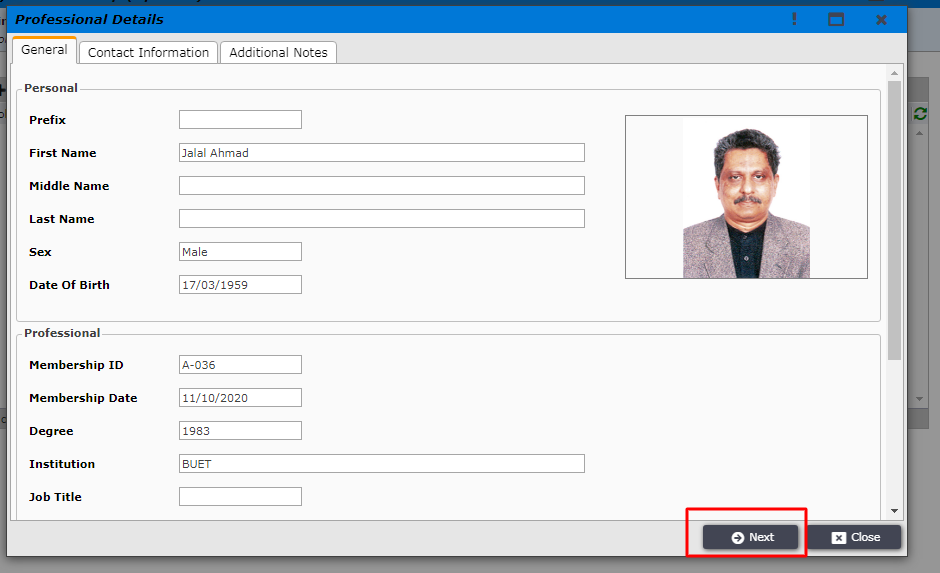 Professional Details
General Contact Information Additional Notes
Personal
Prefix
First Name Jalal Ahmad
Middle Name
Last Name
Sex Male
Date Of Birth 17/03/1959
Professional
Membership ID A-036
Membership Date 11/10/2020
Degree 1983
Institution BUET
Job Title
Next Close